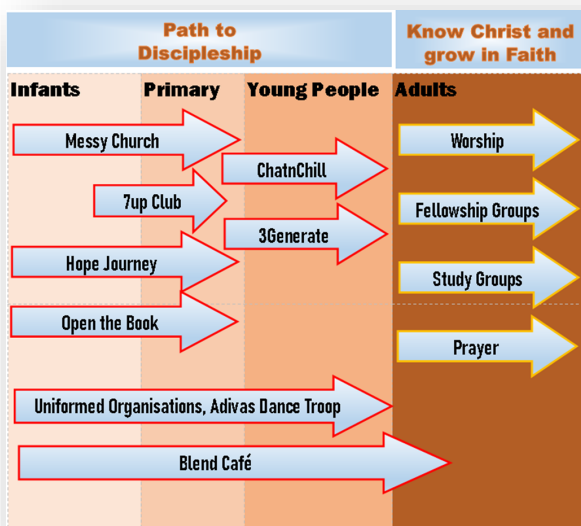 Path to
Discipleship
Know Christ and
grow in Faith
Infants
Primary
Young People
Adults
Messy Church
ChatnChill
Worship
7up Club
Fellowship Groups
3Generate
Hope Journey
Study Groups
Open the Book
Prayer
Uniformed Organisations, Adivas Dance Troop
Blend Café